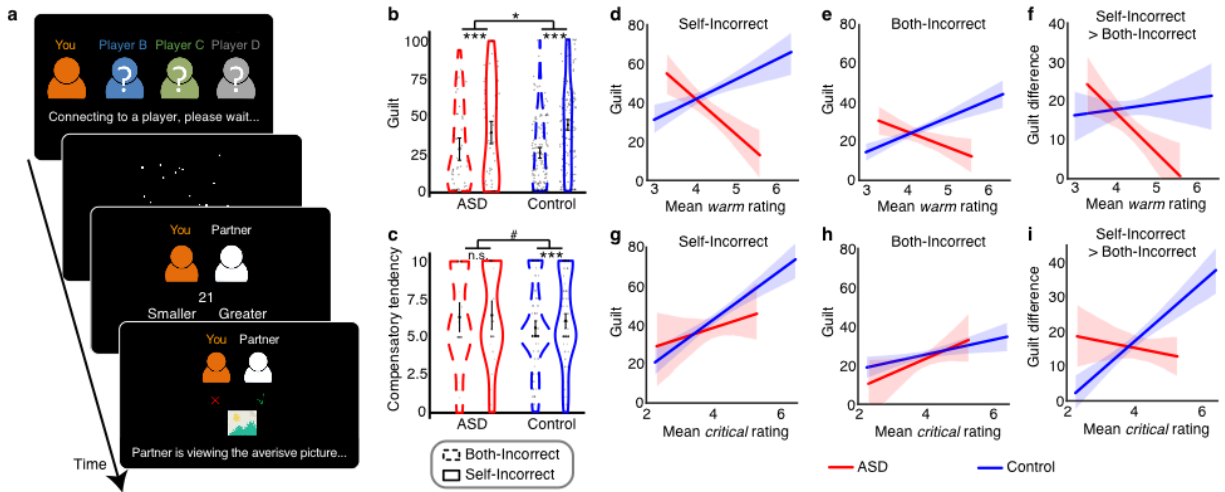 a
You Player B Player C Player D
? ? ?
Connecting to a player, please wait...
You Partner
21
Smaller Greater
You Partner
Partner is viewing the averisve picture...
Time
b
*
*** ***
Guilt
100
75
50
25
0
ASD Control
c
#
n.s. ***
Compensatory tendency
10
7.5
5.0
2.5
0
ASD Control
Both-Incorrect
Self-Incorrect
d
Self-Incorrect
Guilt
80
60
40
20
0
3 4 5 6
Mean warm rating
e
Both-Incorrect
Guilt
80
60
40
20
0
3 4 5 6
Mean warm rating
f
Self-Incorrect
> Both-Incorrect
Guilt difference
40
30
20
10
0
3 4 5 6
Mean warm rating
g
Self-Incorrect
Guilt
80
60
40
20
0
2 4 6
Mean critical rating
h
Both-Incorrect
Guilt
80
60
40
20
0
2 4 6
Mean critical rating
i
Self-Incorrect
> Both-Incorrect
Guilt difference
40
30
20
10
0
2 4 6
Mean critical rating
ASD Control